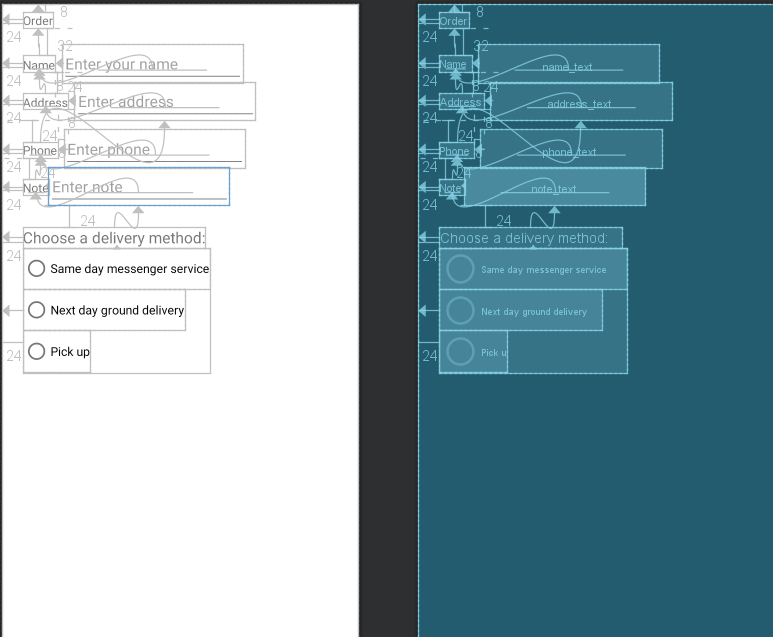 8
Order
24
32
Name
Enter your name
24
8
24
Address
Enter address
24
8
24
Phone
Enter phone
24
24
Note
Enter note
24
24
Choose a delivery method:
24
Same day messenger service
Next day ground delivery
Pick up
24
8
Order
24
Name
name_text
24
8
24
Address
address_text
24
8
24
Phone
phone_text
24
24
Note
note_text
24
24
Choose a delivery method:
24
Same day messenger service
Next day ground delivery
Pick u
24